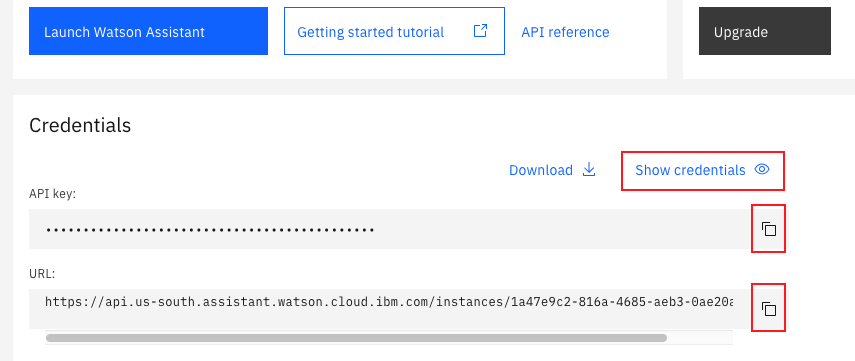 Launch Watson Assistant
Getting started tutorial
API reference
Upgrade
Credentials
Download
Show credentials
API key:
••••••••••••••••••••••••••••••••••••••••••••
URL:
https://api.us-south.assistant.watson.cloud.ibm.com/instances/1a47e9c2-816a-4685-aeb3-0ae20a